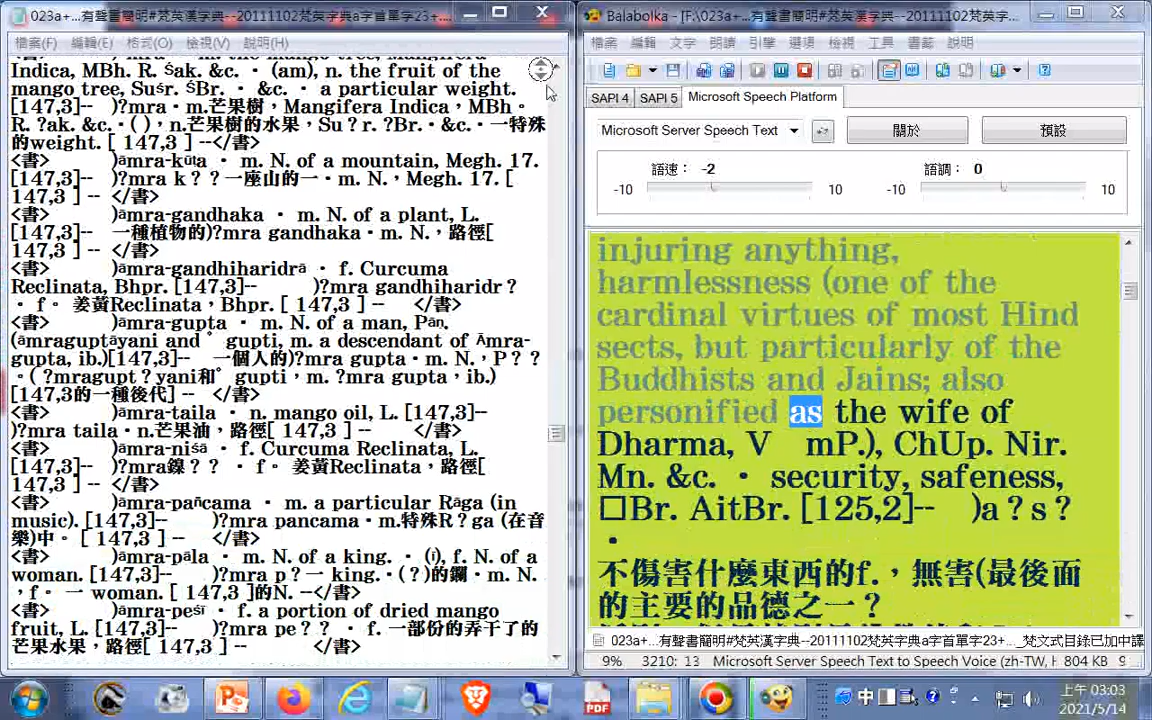 023a+...有聲書簡明#梵英漢字典--20111102梵英字典a字首單字23+...
檔案(F) 編輯(E) 格式(O) 檢視(V) 說明(H)
Indica, MBh. R. Śak. &c. · (am), n. the fruit of the
mango tree, Suśr. ŚBr. · &c. · a particular weight.
[147,3]-- )?mra · m.芒果樹, Mangifera Indica, MBh。
R. ?ak. &c. · ( ), n.芒果樹的水果, Su？r. ?Br. · &c. · 一特殊
的weight. [ 147,3 ] --</書>
<書> )āmra-kūṭa · m. N. of a mountain, Megh. 17.
[147,3]-- )?mra k？？一座山的一 · m. N., Megh. 17. [
147,3 ] -- </書>
<書> )āmra-gandhaka · m. N. of a plant, L.
[147,3]-- 一種植物的)?mra gandhaka · m. N., 路徑[
147,3 ] -- </書>
<書> )āmra-gandhiharidrā · f. Curcuma
Reclinata, Bhpr. [147,3]-- )?mra gandhiharidr？
· f。 姜黃Reclinata, Bhpr. [ 147,3 ] -- </書>
<書> )āmra-gupta · m. N. of a man, Pāṇ.
(āmraguptāyani and ° gupti, m. a descendant of Āmra-
gupta, ib.)[147,3]-- 一個人的)?mra gupta · m. N., P？？
。( ?mragupt？yani和° gupti, m. ?mra gupta, ib.)
[147,3的一種後代] -- </書>
<書> )āmra-taila · n. mango oil, L. [147,3]--
)?mra taila · n.芒果油, 路徑[ 147,3 ] -- </書>
<書> )āmra-niśā · f. Curcuma Reclinata, L.
[147,3]-- )?mra鎳？？ · f。 姜黃Reclinata, 路徑[
147,3 ] -- </書>
<書> )āmra-pañcama · m. a particular Rāga (in
music). [147,3]-- )?mra pancama · m.特殊R？ga (在音
樂)中。 [ 147,3 ] -- </書>
<書> )āmra-pāla · m. N. of a king. · (ī), f. N. of a
woman. [147,3]-- )?mra p？一 king. · (？)的鑭 · m. N.
, f。 一 woman. [ 147,3 ]的N. --</書>
<書> )āmra-peśī · f. a portion of dried mango
fruit, L. [147,3]-- )?mra pe？？ · f. 一部份的弄干了的
芒果水果, 路徑[ 147,3 ] -- </書>
Balabolka - [F:\023a+...有聲書簡明#梵英漢字典--20111102梵英字...
檔案 編輯 文字 朗讀 引擎 選項 檢視 工具 書籤 說明
SAPI 4 SAPI 5 Microsoft Speech Platform
Microsoft Server Speech Text 關於 預設
語速： -2 語調： 0
-10 10 -10 10
injuring anything,
harmlessness (one of the
cardinal virtues of most Hind
sects, but particularly of the
Buddhists and Jains; also
personified as the wife of
Dharma, V mP.), ChUp. Nir.
Mn. &c. · security, safeness,
□Br. AitBr. [125,2]-- )a？s？
·
不傷害什麼東西的f.，無害(最後面
的主要的品德之一？
023a+...有聲書簡明#梵英漢字典--20111102梵英字典a字首單字23+..._梵文式目錄已加中譯
9% 3210: 13 Microsoft Server Speech Text to Speech Voice (zh-TW, H 804 KB 9
中
上午 03:03
2021/5/14